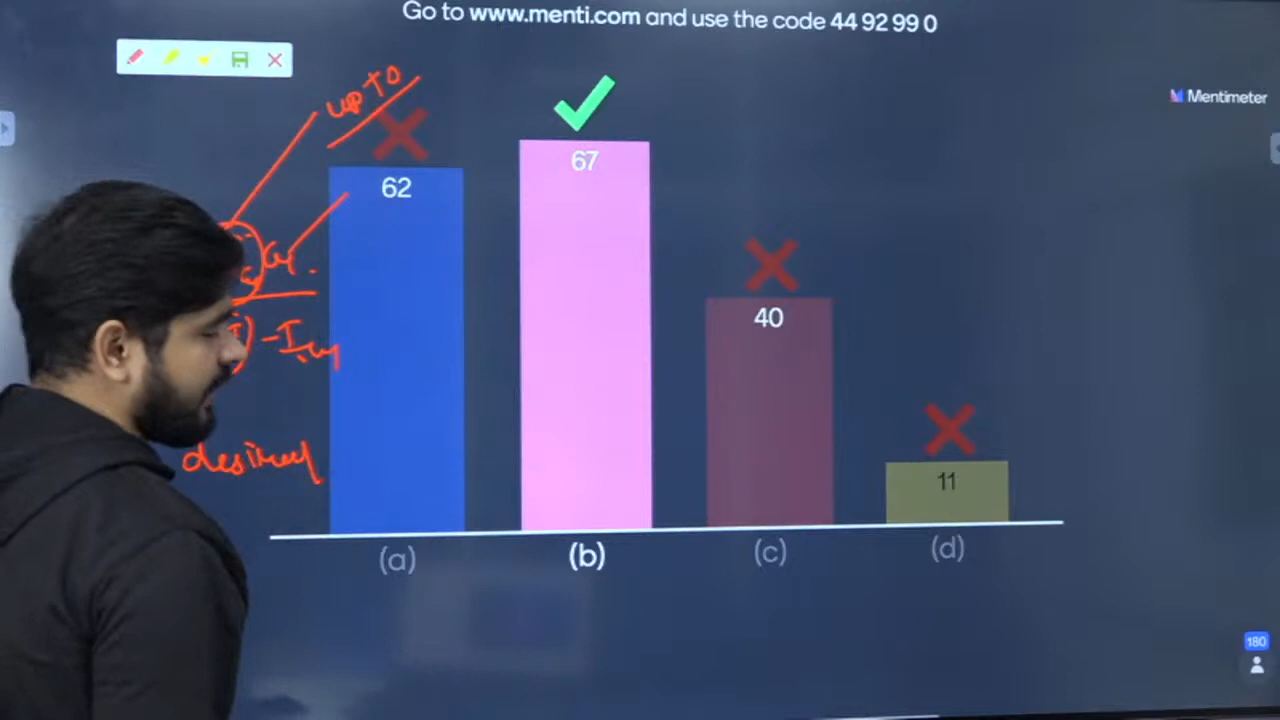 Go to www.menti.com and use the code 44 92 99 0
Mentimeter
up to
62
67
40
11
desired
(a)
(b)
(c)
(d)
180